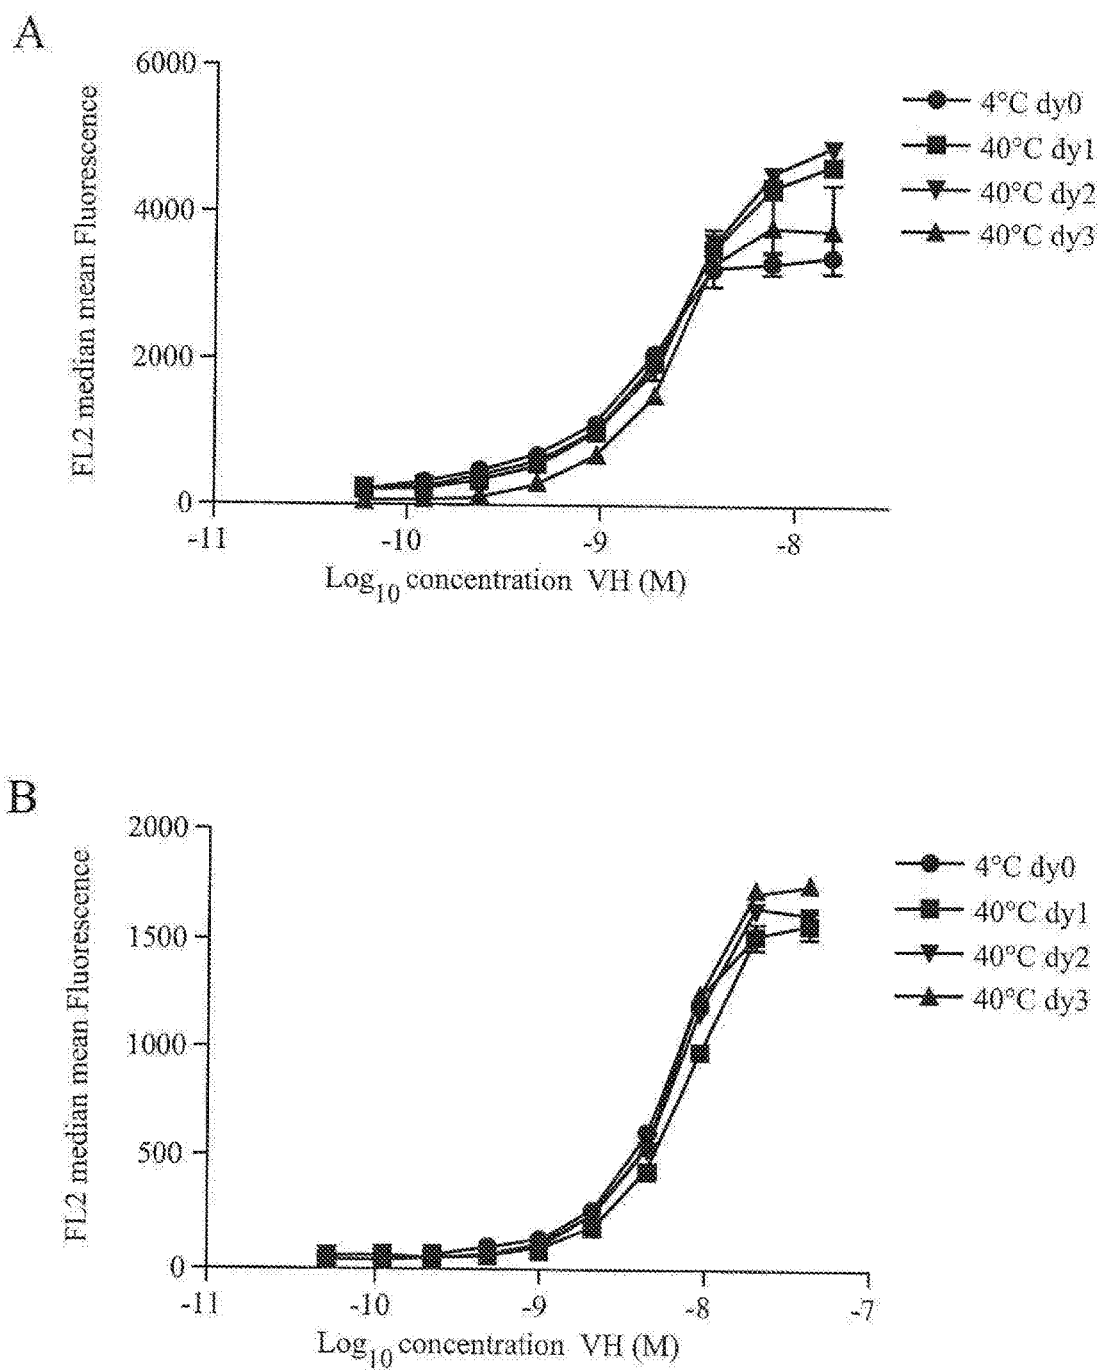 A
6000
4000
2000
0
FL2 median mean Fluorescence
-11
-10
-9
-8
Log10 concentration VH (M)
4°C dy0
40°C dy1
40°C dy2
40°C dy3
B
2000
1500
1000
500
0
FL2 median mean Fluorescence
-11
-10
-9
-8
-7
Log10 concentration VH (M)
4°C dy0
40°C dy1
40°C dy2
40°C dy3